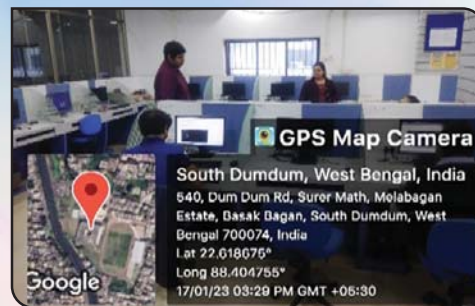 GPS Map Camera
South Dumdum, West Bengal, India
540, Dum Dum Rd, Surer Math, Melabagan
Estate, Basak Bagan, South Dumdum, West
Bengal 700074, India
Lat 22.618675°
Long 88.404755°
17/01/23 03:29 PM GMT +05:30
Google